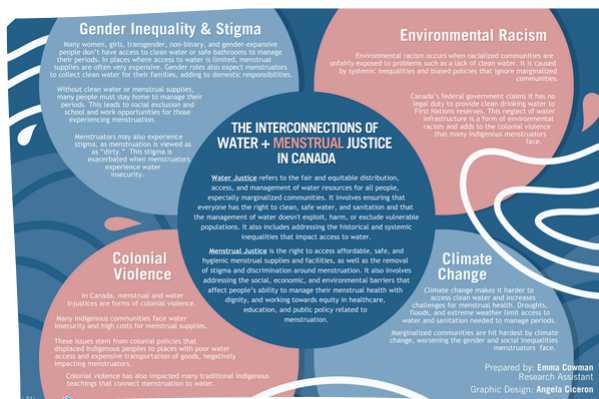 Gender Inequality & Stigma
Many women, girls, transgender, non-binary, and gender-expansive
people don't have access to clean water or safe bathrooms to manage
their periods. In places where access to water is limited, menstrual
supplies are often very expensive. Gender roles also expect menstruators
to collect clean water for their families, adding to domestic responsibilities.
Without clean water or menstrual supplies,
many people must stay home to manage their
periods. This leads to social exclusion and
school and work opportunities for those
experiencing menstruation.
Menstruators may also experience
stigma, as menstruation is viewed as
as "dirty." This stigma is
exacerbated when menstruators
experience water
insecurity.
Environmental Racism
Environmental racism occurs when racialized communities are
unfairly exposed to problems such as a lack of clean water. It is caused
by systemic inequalities and biased policies that ignore marginalized
communities.
Canada's federal government claims it has no
legal duty to provide clean drinking water to
First Nations reserves. This neglect of water
infrastructure is a form of environmental
racism and adds to the colonial violence
that many Indigenous menstruators
face.
THE INTERCONNECTIONS OF
WATER + MENSTRUAL JUSTICE
IN CANADA
Water Justice refers to the fair and equitable distribution,
access, and management of water resources for all people,
especially marginalized communities. It involves ensuring that
everyone has the right to clean, safe water, and sanitation and that
the management of water doesn't exploit, harm, or exclude vulnerable
populations. It also includes addressing the historical and systemic
inequalities that impact access to water.
Menstrual Justice is the right to access affordable, safe, and
hygienic menstrual supplies and facilities, as well as the removal
of stigma and discrimination around menstruation. It also involves
addressing the social, economic, and environmental barriers that
affect people's ability to manage their menstrual health with
dignity, and working towards equity in healthcare,
education, and public policy related to
menstruation.
Colonial
Violence
In Canada, menstrual and water
injustices are forms of colonial violence.
Many Indigenous communities face water
insecurity and high costs for menstrual supplies.
These issues stem from colonial policies that
displaced Indigenous peoples to places with poor water
access and expensive transportation of goods, negatively
impacting menstruators.
Colonial violence has also impacted many traditional Indigenous
teachings that connect menstruation to water.
Climate
Change
Climate change makes it harder to
access clean water and increases
challenges for menstrual health. Droughts,
floods, and extreme weather limit access to
water and sanitation needed to manage periods.
Marginalized communities are hit hardest by climate
change, worsening the gender and social inequalities
menstruators face.
Prepared by: Emma Cowman
Research Assistant
Graphic Design: Angela Ciceron